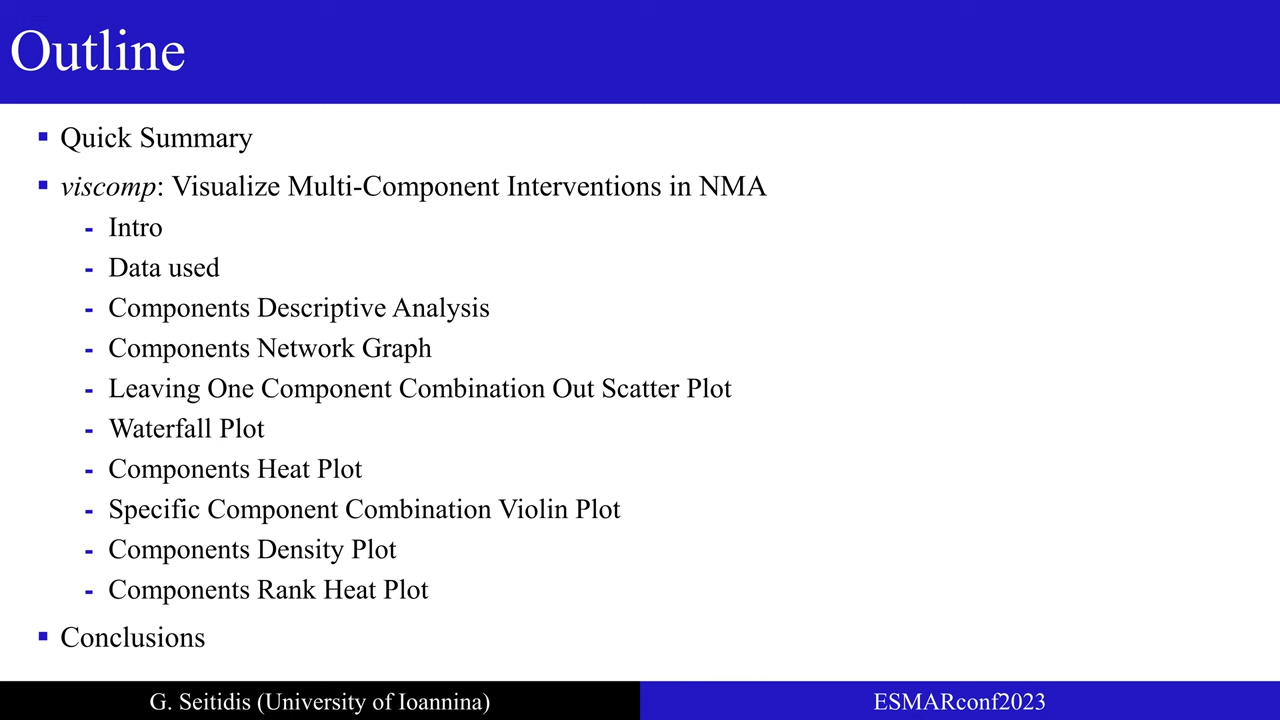 Outline
Quick Summary
viscomp: Visualize Multi-Component Interventions in NMA
- Intro
- Data used
- Components Descriptive Analysis
- Components Network Graph
- Leaving One Component Combination Out Scatter Plot
- Waterfall Plot
- Components Heat Plot
- Specific Component Combination Violin Plot
- Components Density Plot
- Components Rank Heat Plot
Conclusions
G. Seitidis (University of Ioannina)
ESMARconf2023